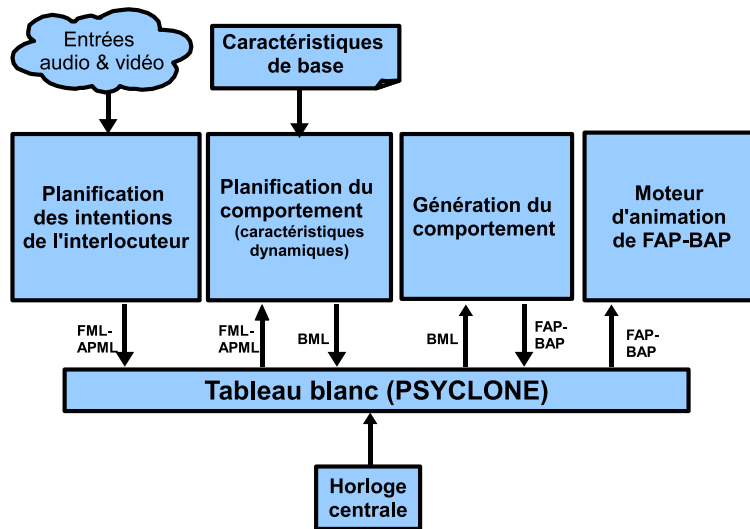 Entrées
audio & vidéo
Caractéristiques
de base
Planification
des intentions
de l'interlocuteur
Planification du
comportement
(caractéristiques
dynamiques)
Génération du
comportement
Moteur
d'animation
de FAP-BAP
FML-
APML
FML-
APML
BML
BML
FAP-
BAP
FAP-
BAP
Tableau blanc (PSYCLONE)
Horloge
centrale